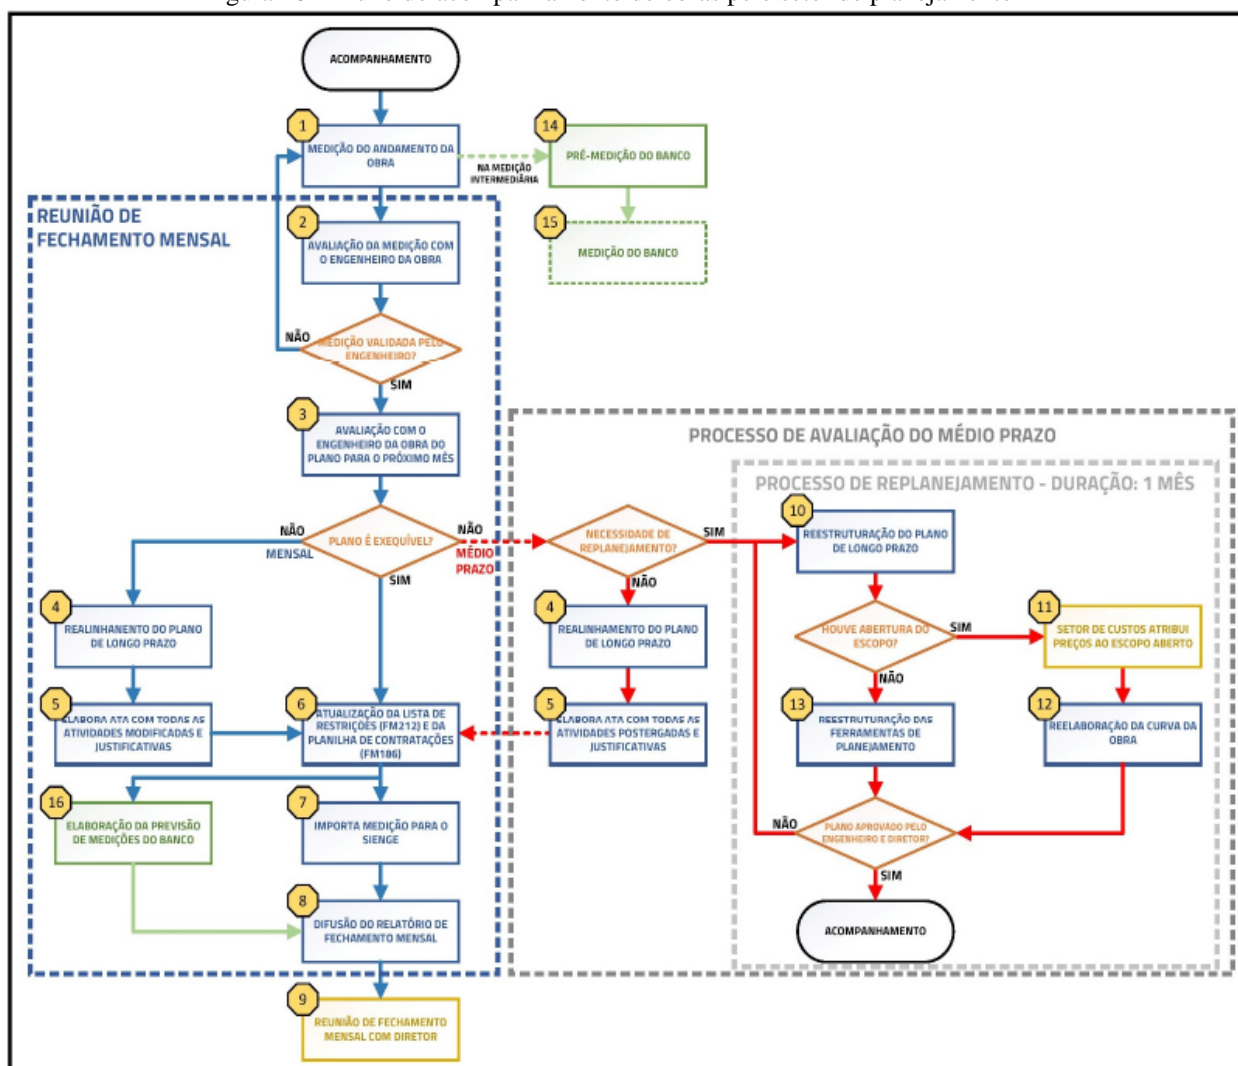 ACOMPANHAMENTO
1
MEDIÇÃO DO ANDAMENTO DA
OBRA
NA MEDIÇÃO
INTERMEDIÁRIA
14
PRÉ-MEDIÇÃO DO BANCO
15
MEDIÇÃO DO BANCO
REUNIÃO DE
FECHAMENTO MENSAL
2
AVALIAÇÃO DA MEDIÇÃO COM
O ENGENHEIRO DA OBRA
NÃO
MEDIÇÃO VALIDADA PELO
ENGENHEIRO?
SIM
3
AVALIAÇÃO COM O
ENGENHEIRO DA OBRA DO
PLANO PARA O PRÓXIMO MÊS
NÃO
MENSAL
PLANO É EXEQUÍVEL?
NÃO
MÉDIO
PRAZO
SIM
4
REALINHANENTO DO PLANO
DE LONGO PRAZO
5
ELABORA ATA COM TODAS AS
ATIVIDADES MODIFICADAS E
JUSTIFICATIVAS
6
ATUALIZAÇÃO DA LISTA DE
RESTRIÇÕES (FM212) E DA
PLANILHA DE CONTRATAÇÕES
(FM186)
16
ELABORAÇÃO DA PREVISÃO
DE MEDIÇÕES DO BANCO
7
IMPORTA MEDIÇÃO PARA O
SIENGE
8
DIFUSÃO DO RELATÓRIO DE
FECHAMENTO MENSAL
9
REUNIÃO DE FECHAMENTO
MENSAL COM DIRETOR
PROCESSO DE AVALIAÇÃO DO MÉDIO PRAZO
NECESSIDADE DE
REPLANEJAMENTO?
SIM
NÃO
4
REALINHAMENTO DO PLANO
DE LONGO PRAZO
5
ELABORA ATA COM TODAS AS
ATIVIDADES POSTERGADAS E
JUSTIFICATIVAS
PROCESSO DE REPLANEJAMENTO - DURAÇÃO: 1 MÊS
10
REESTRUTURAÇÃO DO PLANO
DE LONGO PRAZO
HOUVE ABERTURA DO
ESCOPO?
SIM
NÃO
11
SETOR DE CUSTOS ATRIBUI
PREÇOS AO ESCOPO ABERTO
12
REELABORAÇÃO DA CURVA DA
OBRA
13
REESTRUTURAÇÃO DAS
FERRAMENTAS DE
PLANEJAMENTO
NÃO
PLANO APROVADO PELO
ENGENHEIRO E DIRETOR?
SIM
ACOMPANHAMENTO